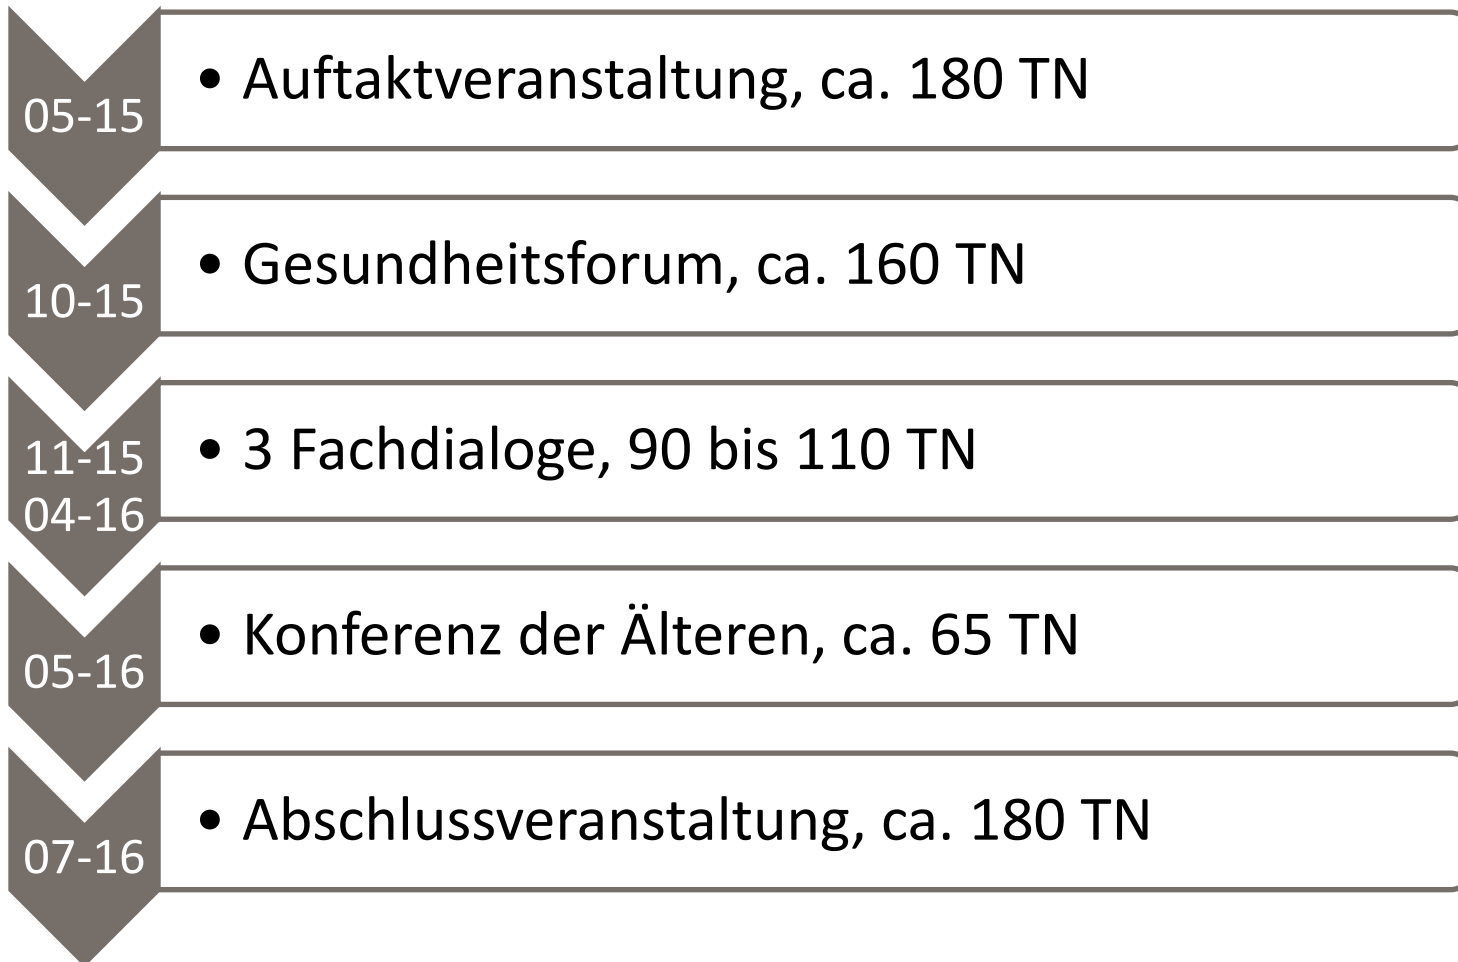 05-15
• Auftaktveranstaltung, ca. 180 TN
10-15
• Gesundheitsforum, ca. 160 TN
11-15
04-16
• 3 Fachdialoge, 90 bis 110 TN
05-16
• Konferenz der Älteren, ca. 65 TN
07-16
• Abschlussveranstaltung, ca. 180 TN